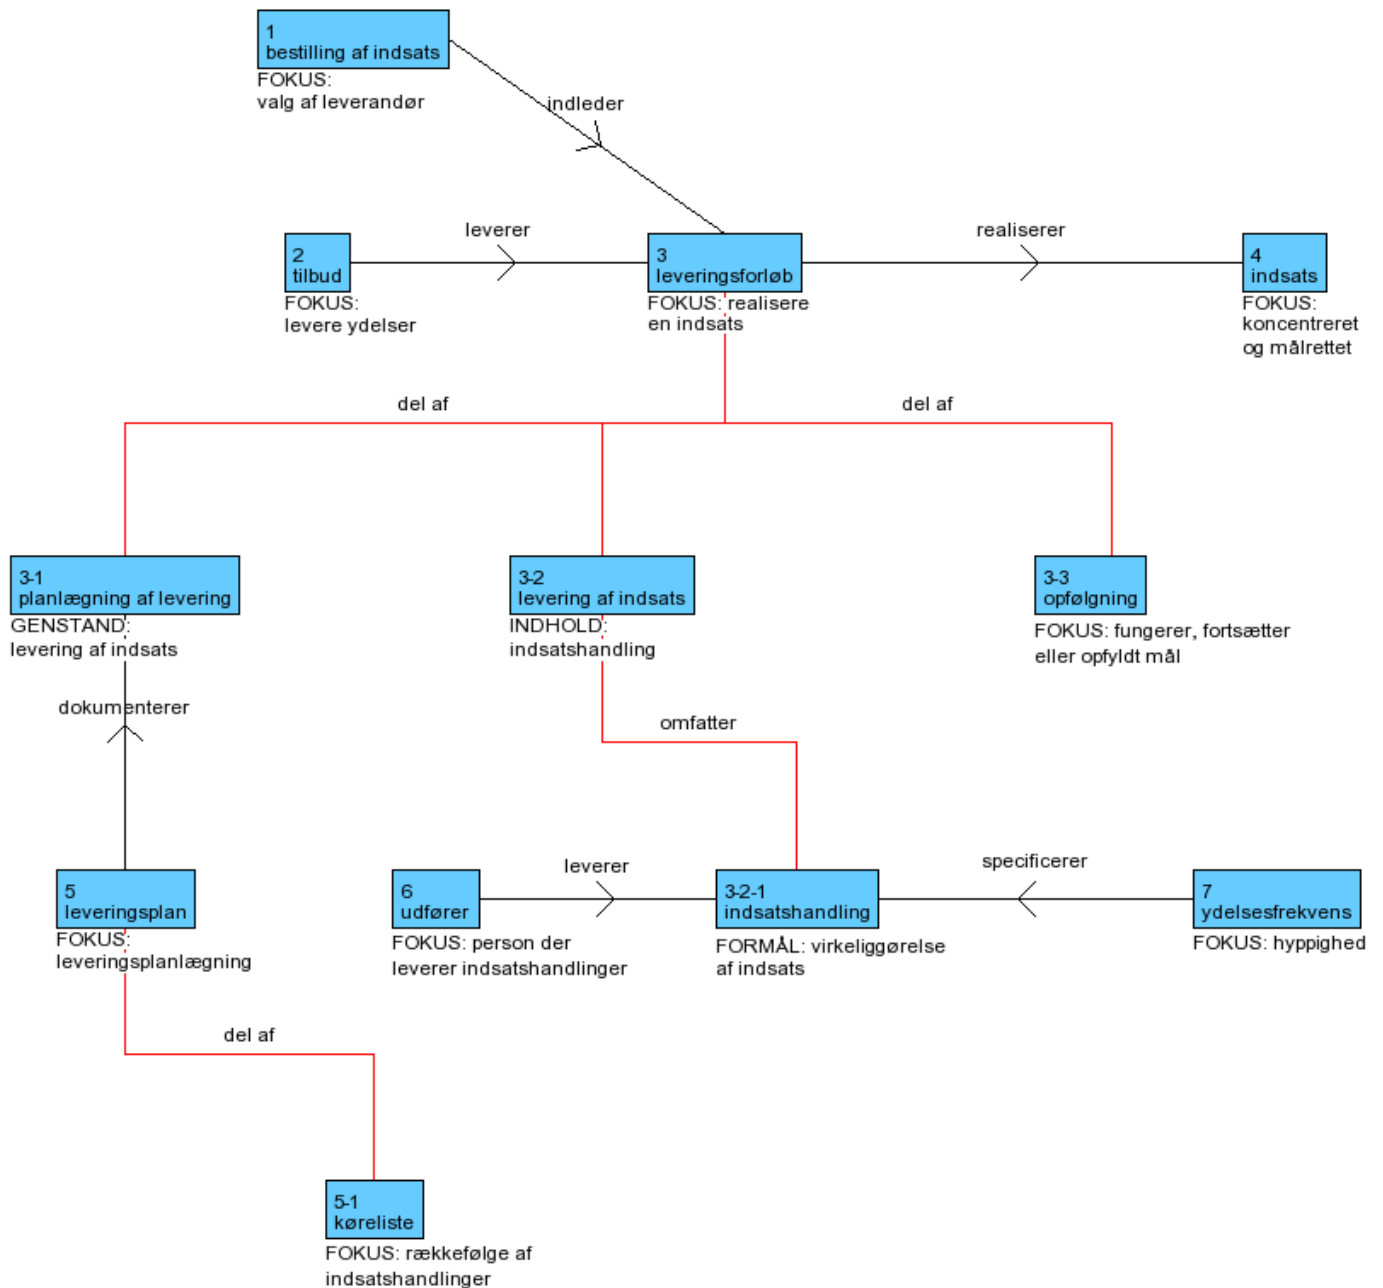 1
bestilling af indsats
FOKUS:
valg af leverandør
indleder
leverer
realiserer
2
tilbud
FOKUS:
levere ydelser
3
leveringsforløb
FOKUS: realisere
en indsats
4
indsats
FOKUS:
koncentreret
og målrettet
del af
del af
3-1
planlægning af levering
GENSTAND:
levering af indsats
3-2
levering af indsats
INDHOLD:
indsatshandling
3-3
opfølgning
FOKUS: fungerer, fortsætter
eller opfyldt mål
dokumenterer
omfatter
5
leveringsplan
FOKUS:
leveringsplanlægning
6
udfører
FOKUS: person der
leverer indsatshandlinger
leverer
3-2-1
indsatshandling
FORMÅL: virkeliggørelse
af indsats
specificerer
7
ydelsesfrekvens
FOKUS: hyppighed
del af
5-1
køreliste
FOKUS: rækkefølge af
indsatshandlinger